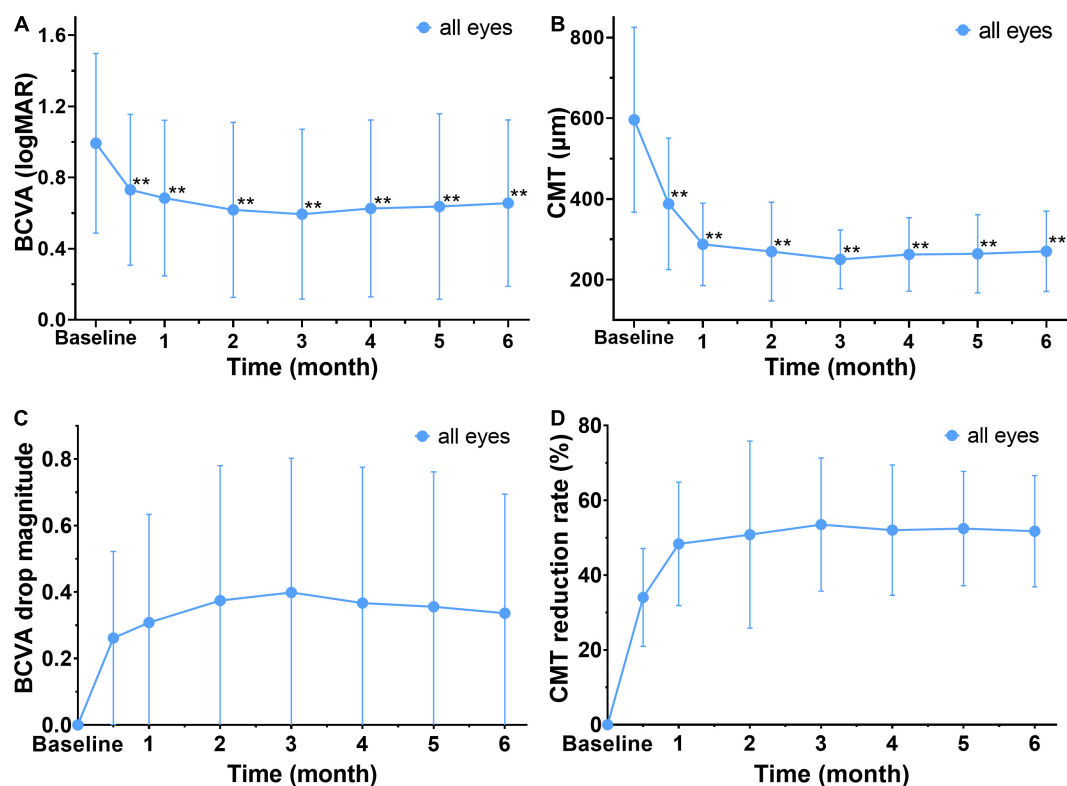 A
all eyes
BCVA (logMAR)
1.6
1.2
0.8
0.4
0.0
**
**
**
**
**
**
**
Baseline 1 2 3 4 5 6
Time (month)
B
all eyes
CMT (μm)
800
600
400
200
**
**
**
**
**
**
**
Baseline 1 2 3 4 5 6
Time (month)
C
all eyes
BCVA drop magnitude
0.8
0.6
0.4
0.2
0.0
Baseline 1 2 3 4 5 6
Time (month)
D
all eyes
CMT reduction rate (%)
80
60
40
20
0
Baseline 1 2 3 4 5 6
Time (month)